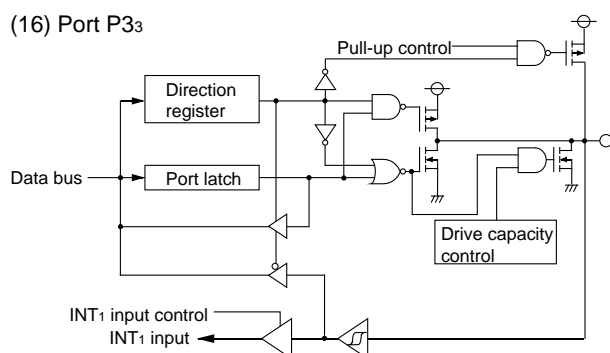 (16) Port P3₃
Pull-up control
Direction
register
Data bus
Port latch
Drive capacity
control
INT₁ input control
INT₁ input